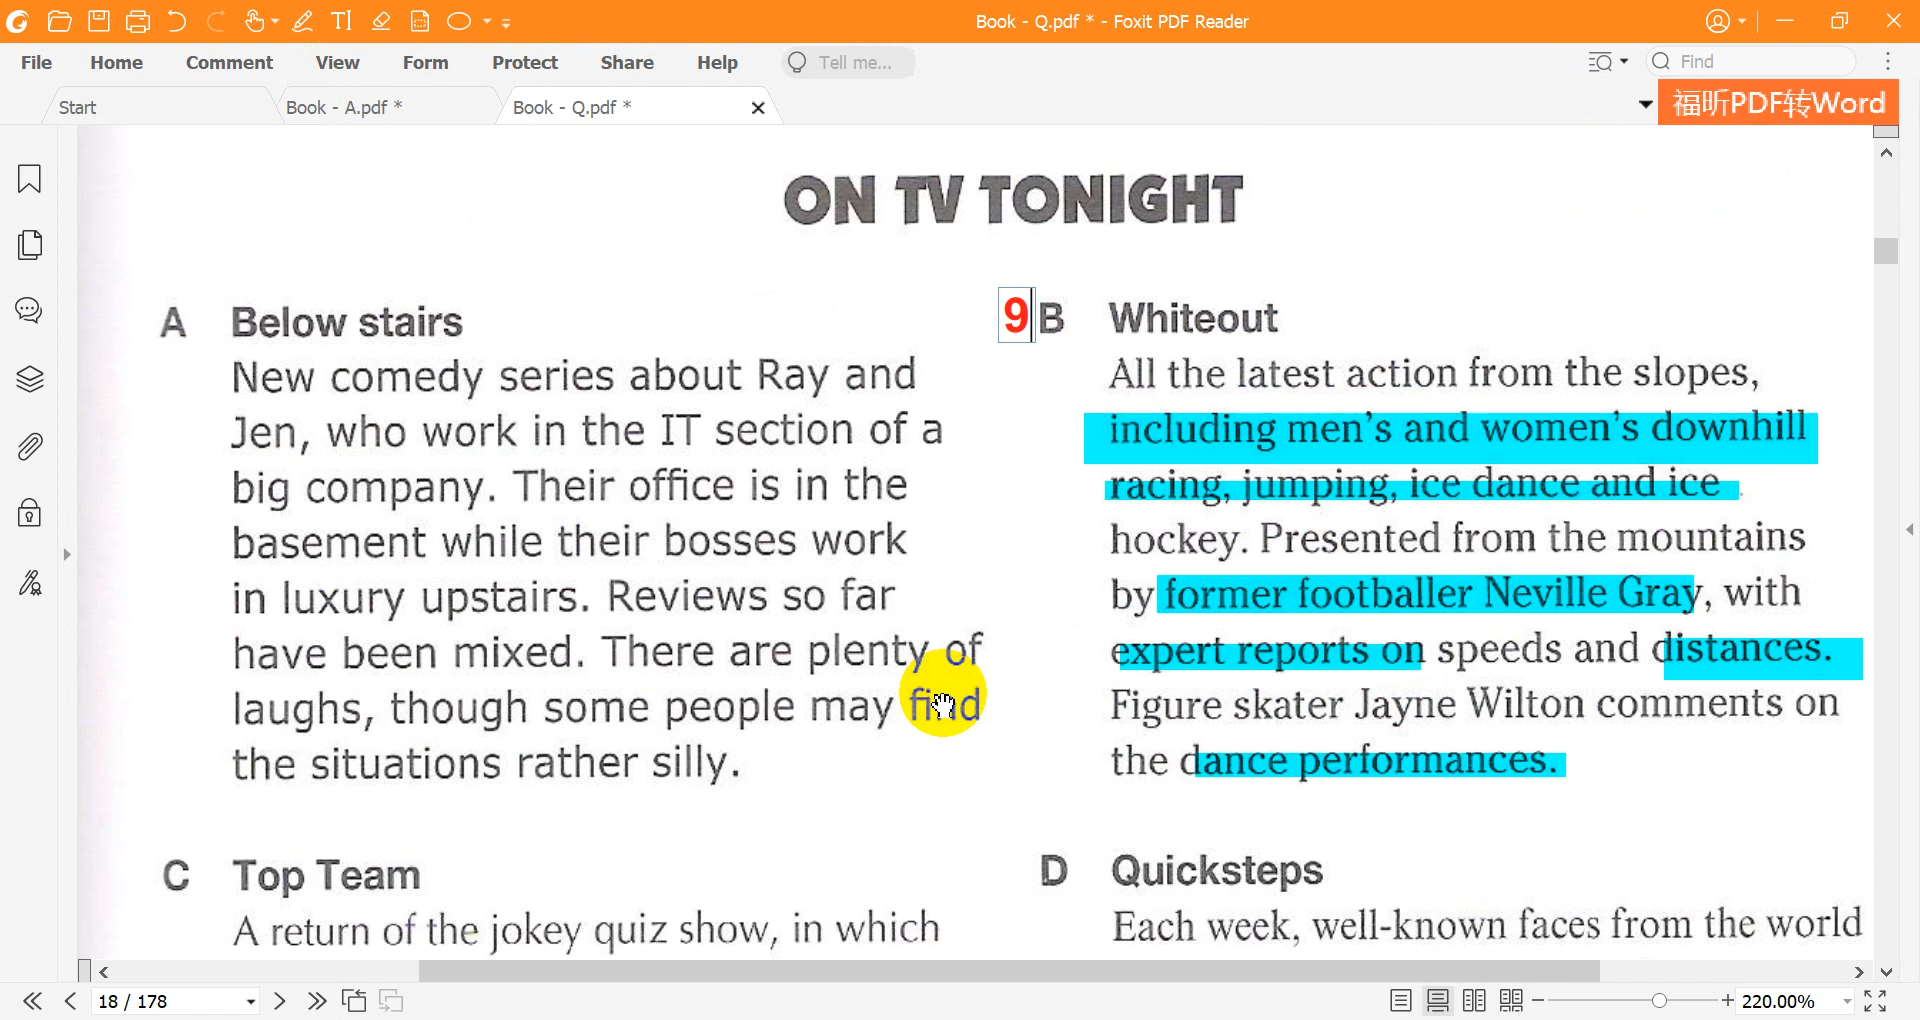 Book - Q.pdf * - Foxit PDF Reader
File Home Comment View Form Protect Share Help Tell me... Find
Start Book - A.pdf * Book - Q.pdf * 福昕PDF转Word
ON TV TONIGHT
A Below stairs
New comedy series about Ray and
Jen, who work in the IT section of a
big company. Their office is in the
basement while their bosses work
in luxury upstairs. Reviews so far
have been mixed. There are plenty of
laughs, though some people may find
the situations rather silly.
9 B Whiteout
All the latest action from the slopes,
including men's and women's downhill
racing, jumping, ice dance and ice
hockey. Presented from the mountains
by former footballer Neville Gray, with
expert reports on speeds and distances.
Figure skater Jayne Wilton comments on
the dance performances.
C Top Team
A return of the jokey quiz show, in which
D Quicksteps
Each week, well-known faces from the world
18 / 178 220.00%